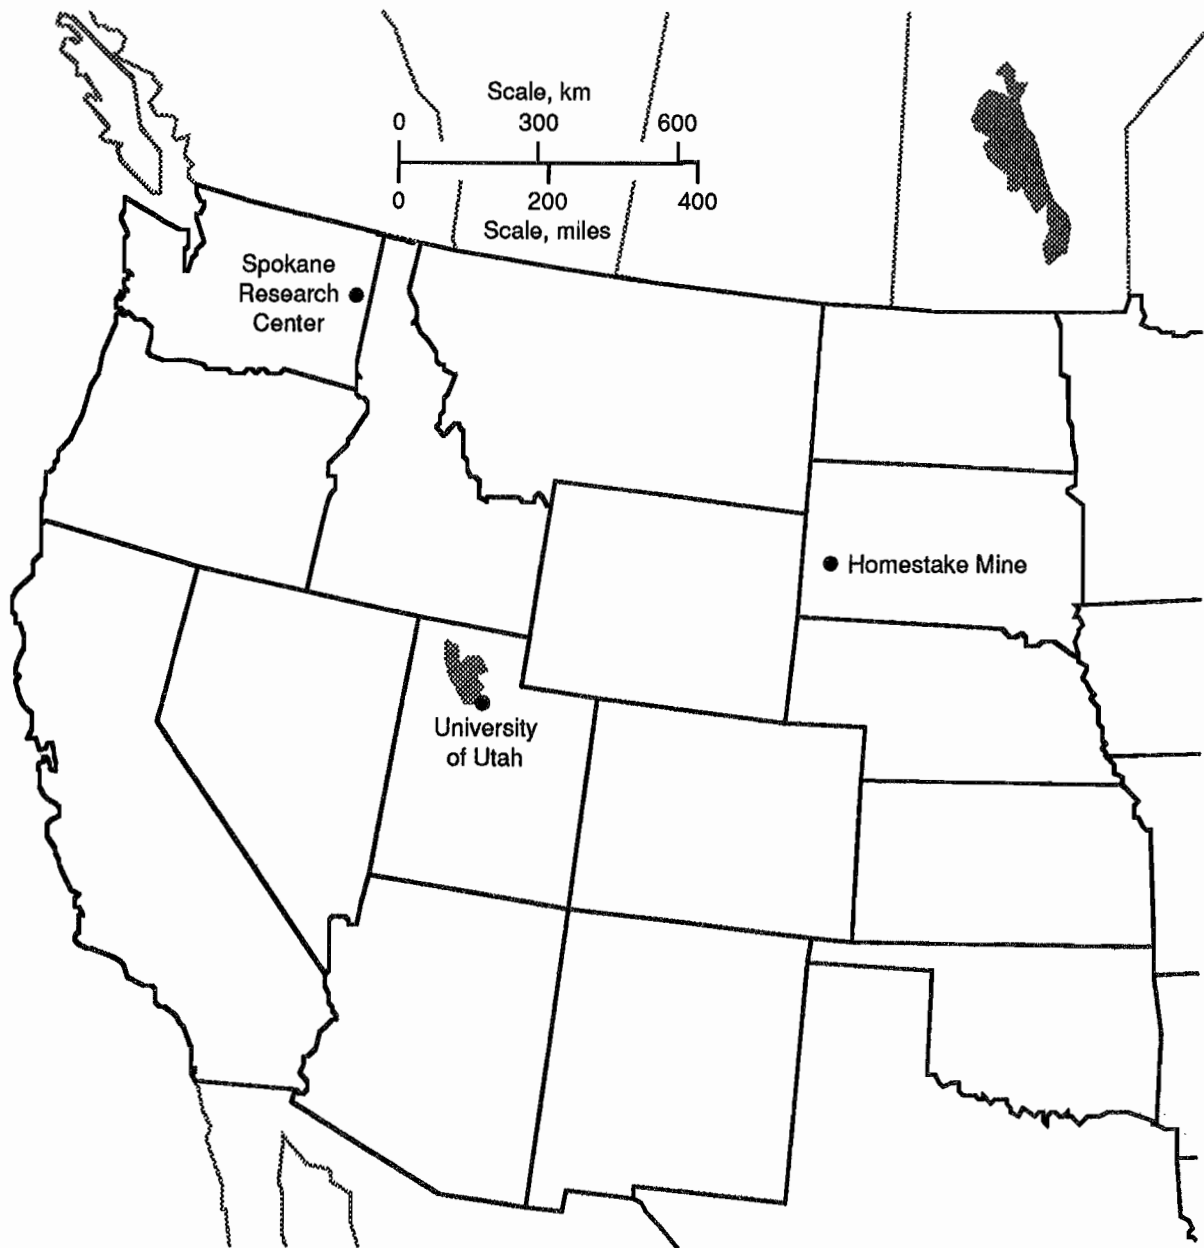 Scale, km
0 300 600
0 200 400
Scale, miles
Spokane
Research
Center
Homestake Mine
University
of Utah